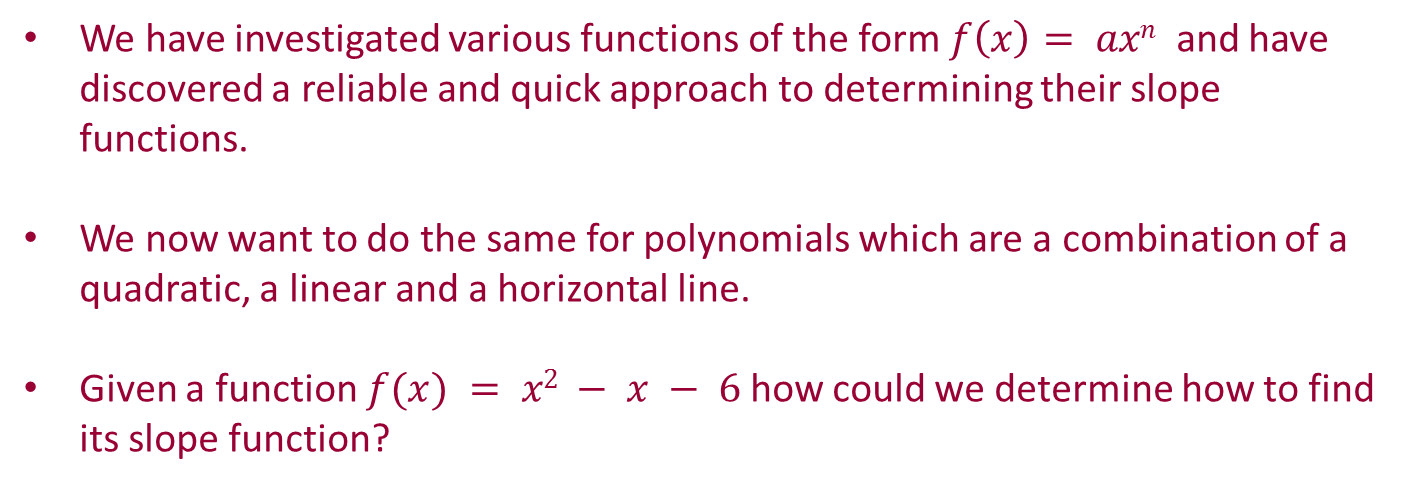 • We have investigated various functions of the form f(x) = axⁿ and have
discovered a reliable and quick approach to determining their slope
functions.
• We now want to do the same for polynomials which are a combination of a
quadratic, a linear and a horizontal line.
• Given a function f(x) = x² − x − 6 how could we determine how to find
its slope function?